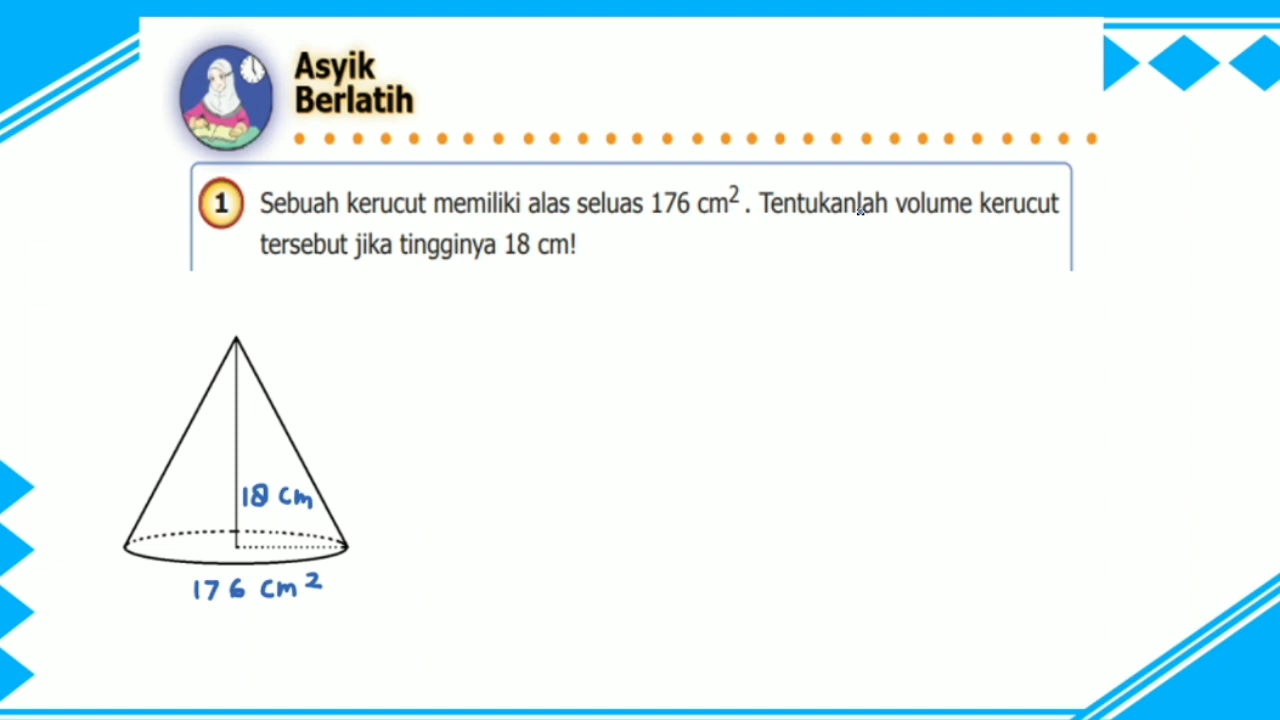 Asyik
Berlatih
1 Sebuah kerucut memiliki alas seluas 176 cm². Tentukanlah volume kerucut
tersebut jika tingginya 18 cm!
18 cm
176 cm²